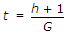 t = (h + 1) / G